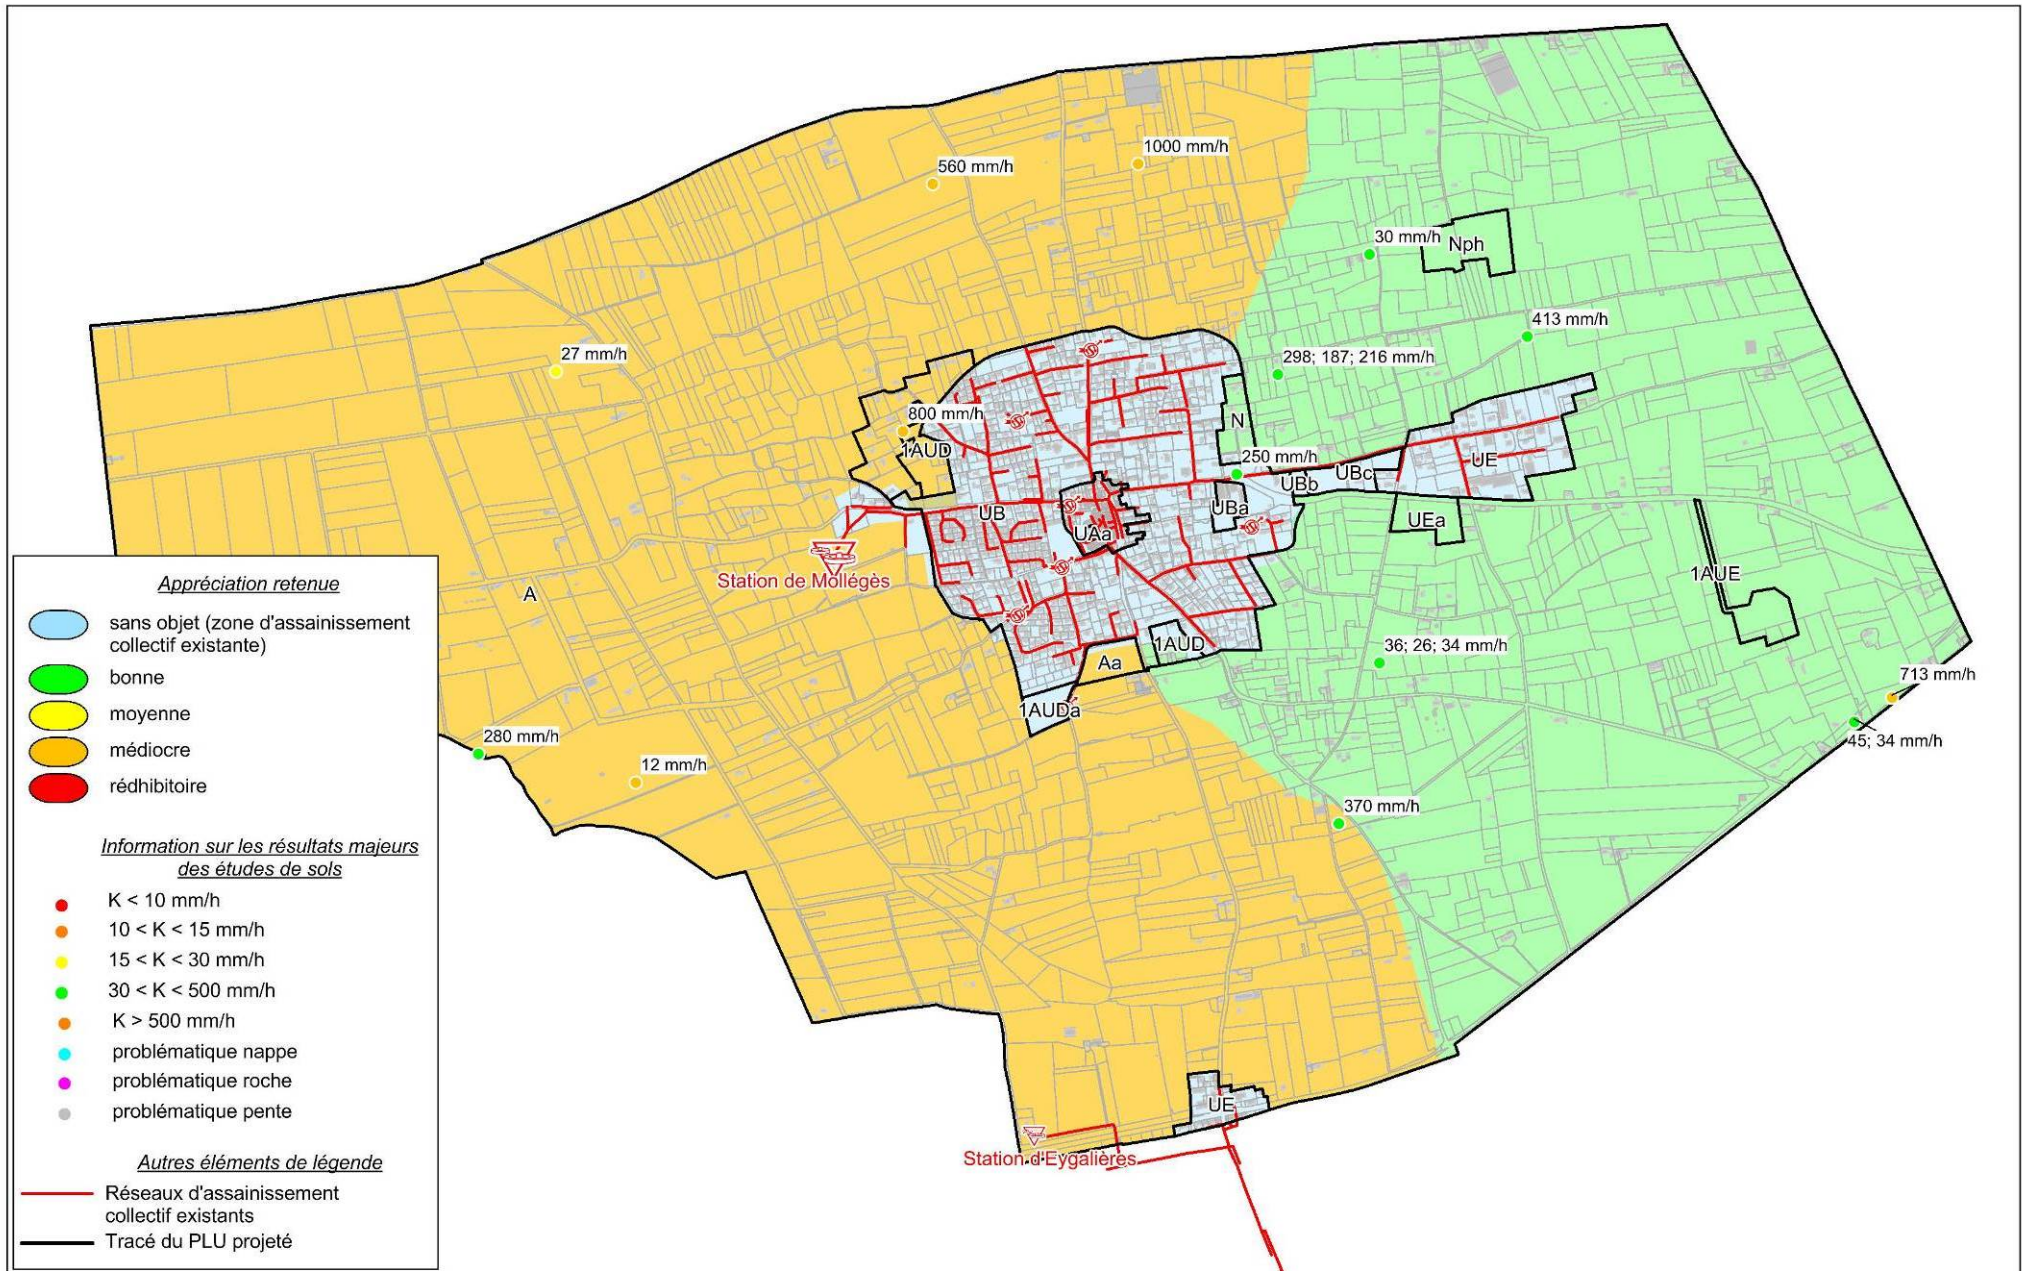 1000 mm/h
560 mm/h
30 mm/h
Nph
413 mm/h
27 mm/h
298; 187; 216 mm/h
800 mm/h
1AUD
N
250 mm/h
UBb
UBc
UE
UB
UBa
UAa
UEa
Station de Mollégès
1AUE
A
1AUD
Aa
36; 26; 34 mm/h
713 mm/h
1AUDa
45; 34 mm/h
280 mm/h
12 mm/h
370 mm/h
UE
Station d'Eygalières
Appréciation retenue
sans objet (zone d'assainissement
collectif existante)
bonne
moyenne
médiocre
rédhibitoire
Information sur les résultats majeurs
des études de sols
K < 10 mm/h
10 < K < 15 mm/h
15 < K < 30 mm/h
30 < K < 500 mm/h
K > 500 mm/h
problématique nappe
problématique roche
problématique pente
Autres éléments de légende
Réseaux d'assainissement
collectif existants
Tracé du PLU projeté